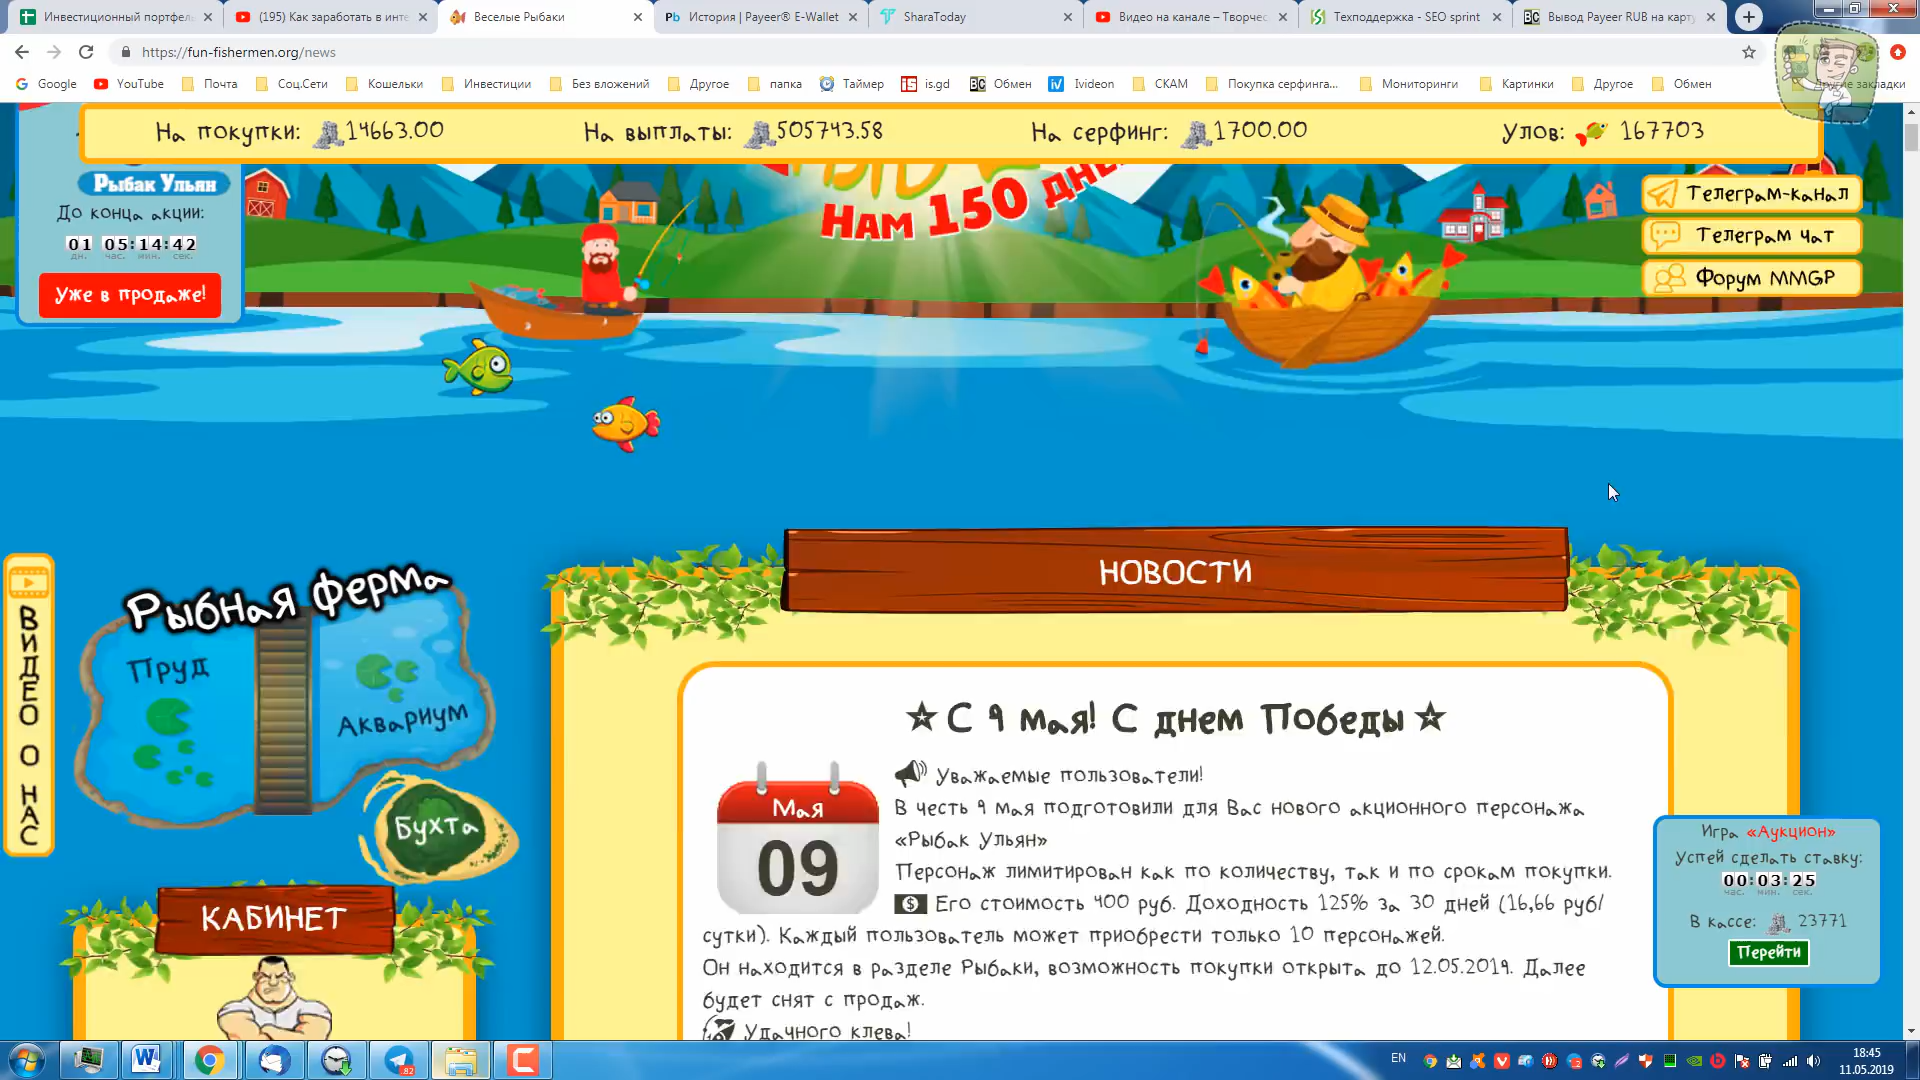 Инвестиционный портфель
(195) Как заработать в инте
Веселые Рыбаки
Pb История | Payeer® E-Wallet
SharaToday
Видео на канале – Творчес
Техподдержка - SEO sprint
BC Вывод Payeer RUB на карту
https://fun-fishermen.org/news
Google
YouTube
Почта
Соц.Сети
Кошельки
Инвестиции
Без вложений
Другое
папка
Таймер
is.gd
Обмен
Ivideon
СКАМ
Покупка серфинга...
Мониторинги
Картинки
Другое
Обмен
Другие закладки
На покупки: 14663.00
На выплаты: 505743.58
На серфинг: 1700.00
Улов: 167703
Рыбак Ульян
До конца акции:
01 05:14:42
дн. час. мин. сек.
Уже в продаже!
Нам 150 дне
Телеграм-канал
Телеграм чат
Форум MMGP
НОВОСТИ
Рыбная ферма
Пруд
Аквариум
Бухта
ВИДЕО О НАС
КАБИНЕТ
☆ С 9 мая! С днем Победы ☆
Мая
09
Уважаемые пользователи!
В честь 9 мая подготовили для Вас нового акционного персонажа
«Рыбак Ульян»
Персонаж лимитирован как по количеству, так и по срокам покупки.
Его стоимость 400 руб. Доходность 125% за 30 дней (16,66 руб/
сутки). Каждый пользователь может приобрести только 10 персонажей.
Он находится в разделе Рыбаки, возможность покупки открыта до 12.05.2019. Далее
будет снят с продаж.
Удачного клева!
Игра «Аукцион»
Успей сделать ставку:
00:03:25
час. мин. сек.
В кассе: 23771
Перейти
82
EN
18:45
11.05.2019